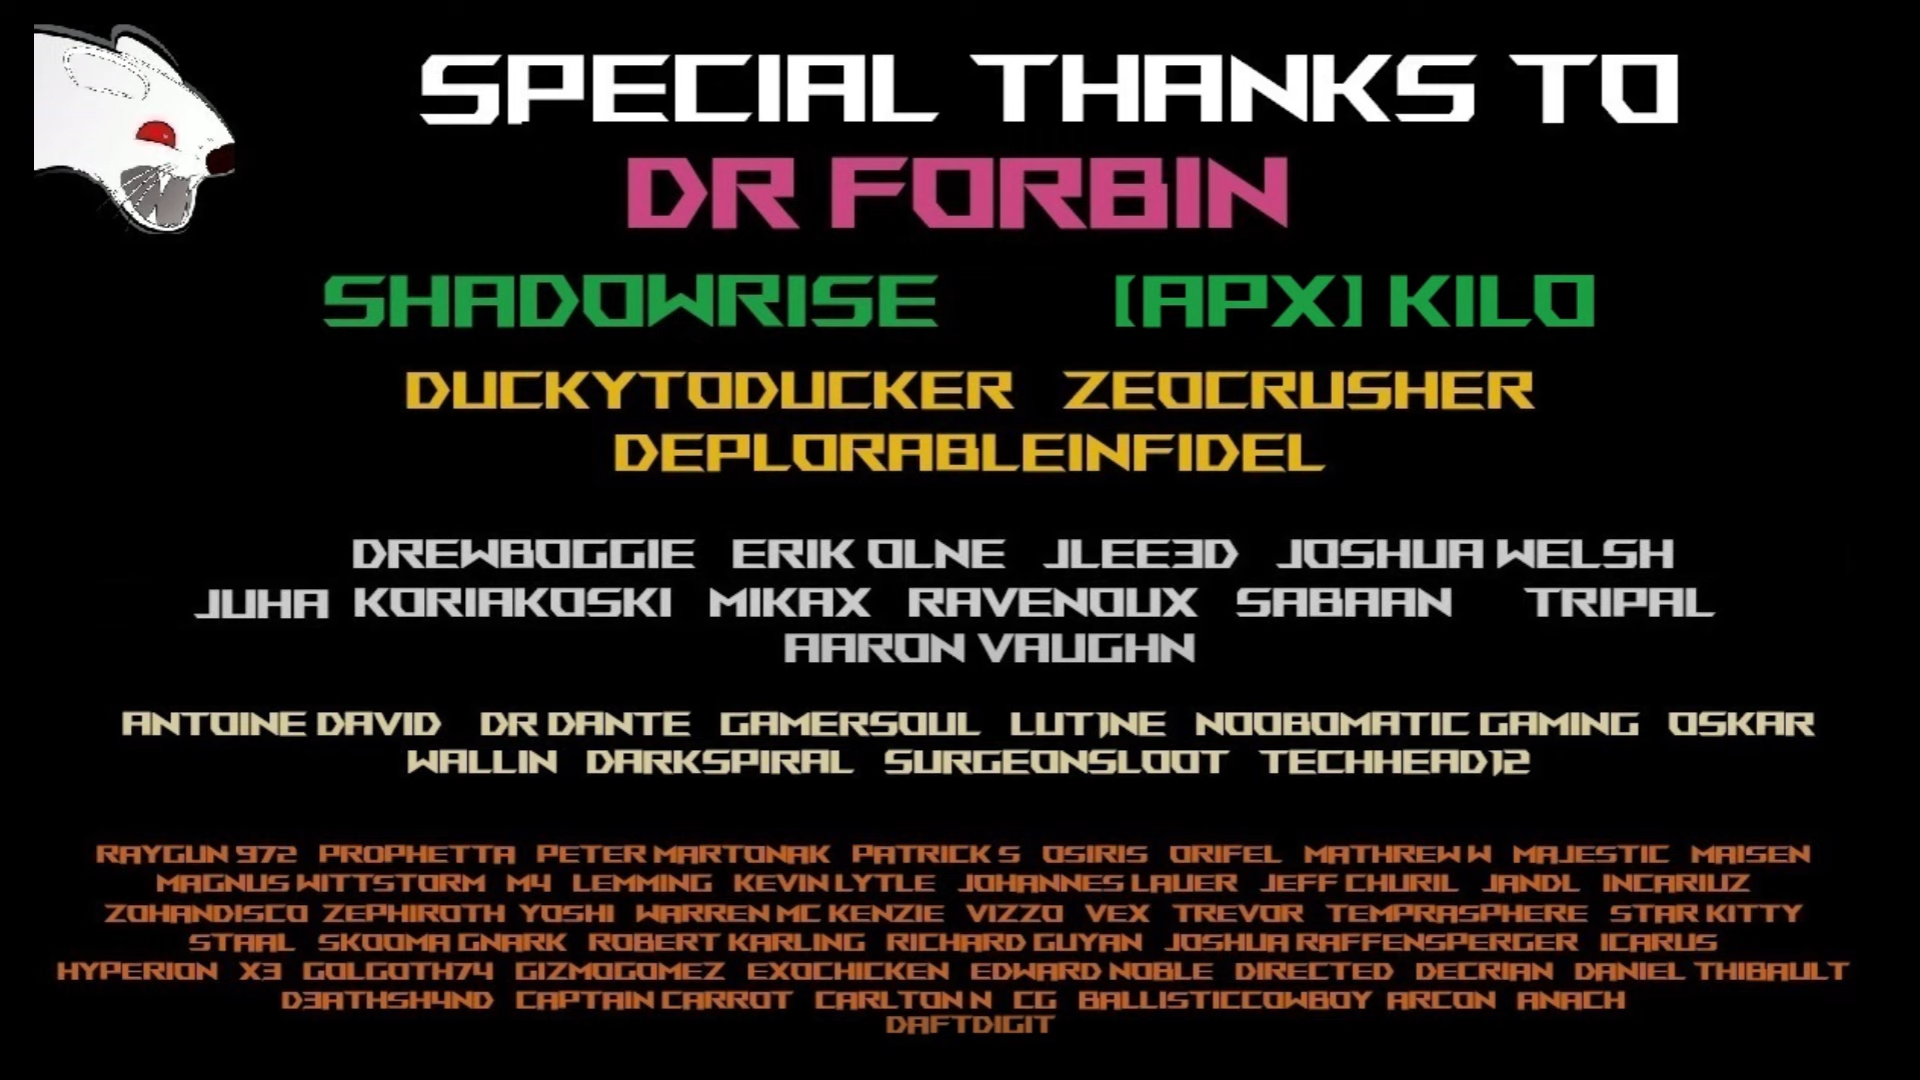 SPECIAL THANKS TO
DR FORBIN
SHADOWRISE [APX] KILO
DUCKYTODUCKER ZEOCRUSHER
DEPLORABLEINFIDEL
DREWBOGGIE ERIK OLNE JLEE3D JOSHUA WELSH
JUHA KORIAKOSKI MIKAX RAVENOUX SABAAN TRIPAL
AARON VAUGHN
ANTOINE DAVID DR DANTE GAMERSOUL LUT1NE NOOBOMATIC GAMING OSKAR
WALLIN DARKSPIRAL SURGEONSLOOT TECHHEAD12
RAYGUN 972 PROPHETTA PETER MARTONAK PATRICK S OSIRIS ORIFEL MATHREW W MAJESTIC MAISEN
MAGNUS WITTSTORM M4 LEMMING KEVIN LYTLE JOHANNES LAUER JEFF CHURIL JANDL INCARIUZ
ZOHANDISCO ZEPHIROTH YOSHI WARREN MC KENZIE VIZZO VEX TREVOR TEMPRASPHERE STAR KITTY
STAAL SKOOMA GNARK ROBERT KARLING RICHARD GUYAN JOSHUA RAFFENSPERGER ICARUS
HYPERION X3 GOLGOTH74 GIZMOGOMEZ EXOCHICKEN EDWARD NOBLE DIRECTED DECRIAN DANIEL THIBAULT
D3ATHSH4ND CAPTAIN CARROT CARLTON N CG BALLISTICCOWBOY ARCON ANACH
DAFTDIGIT